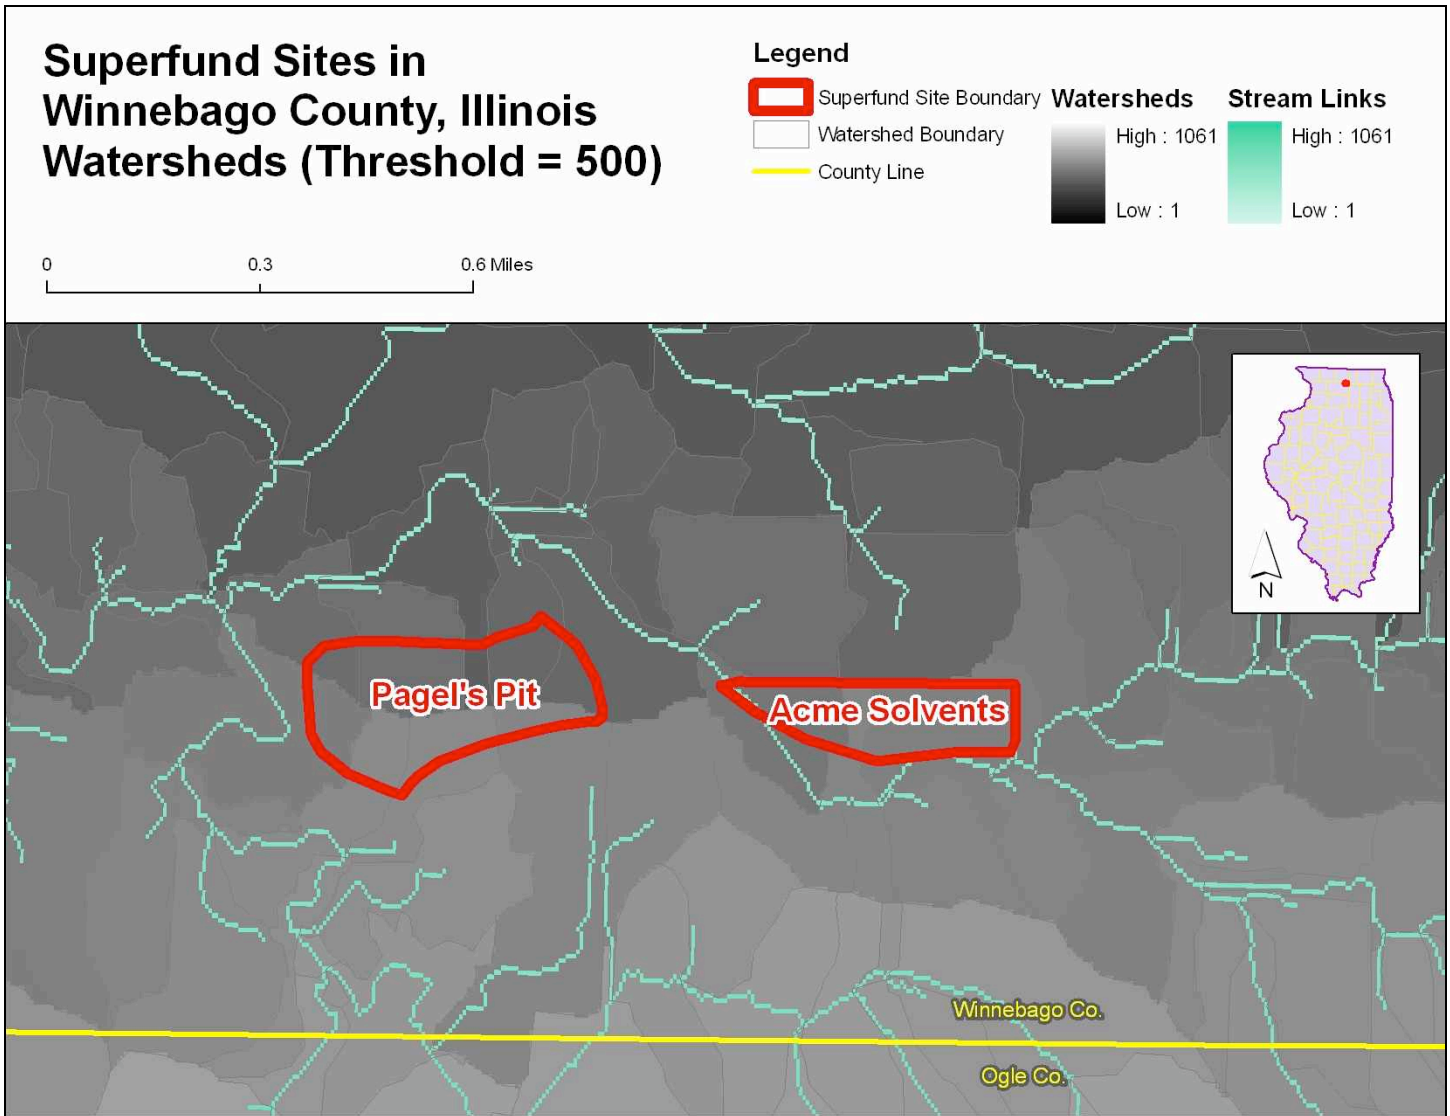 Superfund Sites in
Winnebago County, Illinois
Watersheds (Threshold = 500)
0 0.3 0.6 Miles
Legend
Superfund Site Boundary
Watershed Boundary
County Line
Watersheds
High : 1061
Low : 1
Stream Links
High : 1061
Low : 1
N
Pagel's Pit
Acme Solvents
Winnebago Co.
Ogle Co.